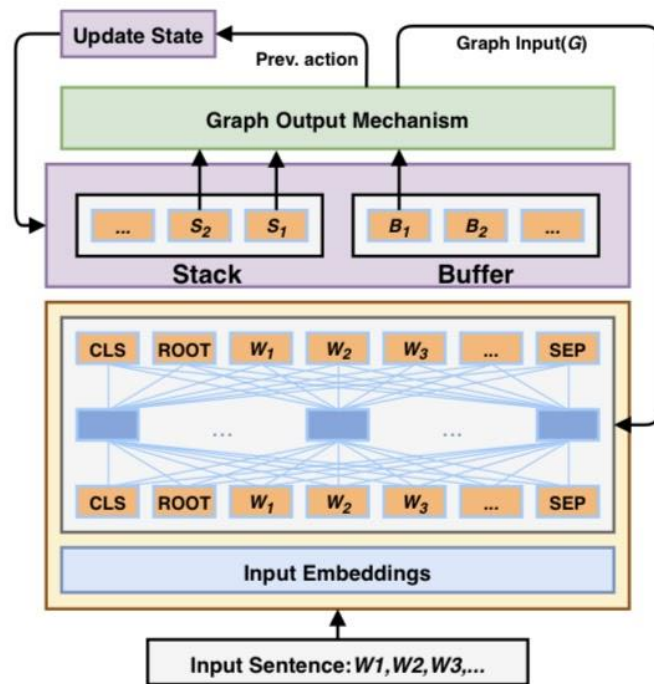 Update State
Prev. action
Graph Input(G)
Graph Output Mechanism
... S2 S1 B1 B2 ...
Stack Buffer
CLS ROOT W1 W2 W3 ... SEP
... ...
CLS ROOT W1 W2 W3 ... SEP
Input Embeddings
Input Sentence: W1,W2,W3,...